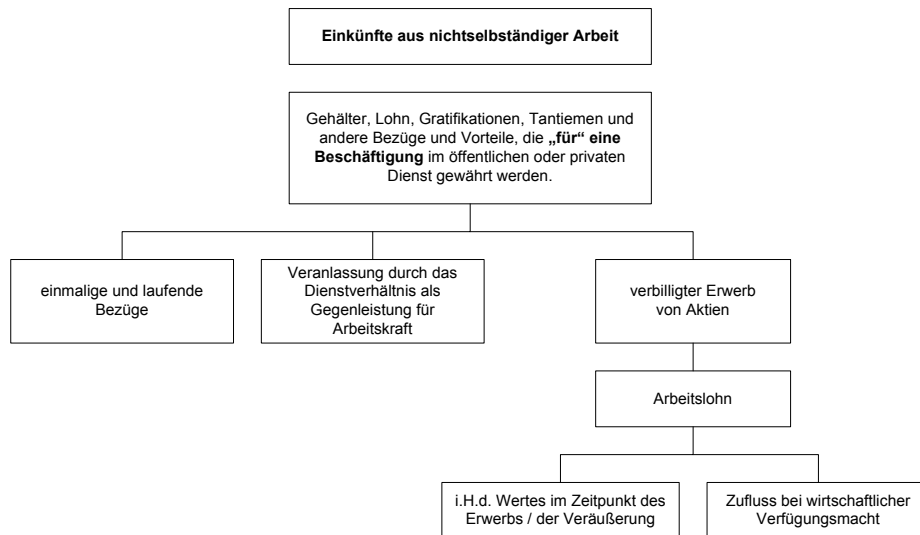 Einkünfte aus nichtselbständiger Arbeit
Gehälter, Lohn, Gratifikationen, Tantiemen und
andere Bezüge und Vorteile, die „für“ eine
Beschäftigung im öffentlichen oder privaten
Dienst gewährt werden.
einmalige und laufende
Bezüge
Veranlassung durch das
Dienstverhältnis als
Gegenleistung für
Arbeitskraft
verbilligter Erwerb
von Aktien
Arbeitslohn
i.H.d. Wertes im Zeitpunkt des
Erwerbs / der Veräußerung
Zufluss bei wirtschaftlicher
Verfügungsmacht